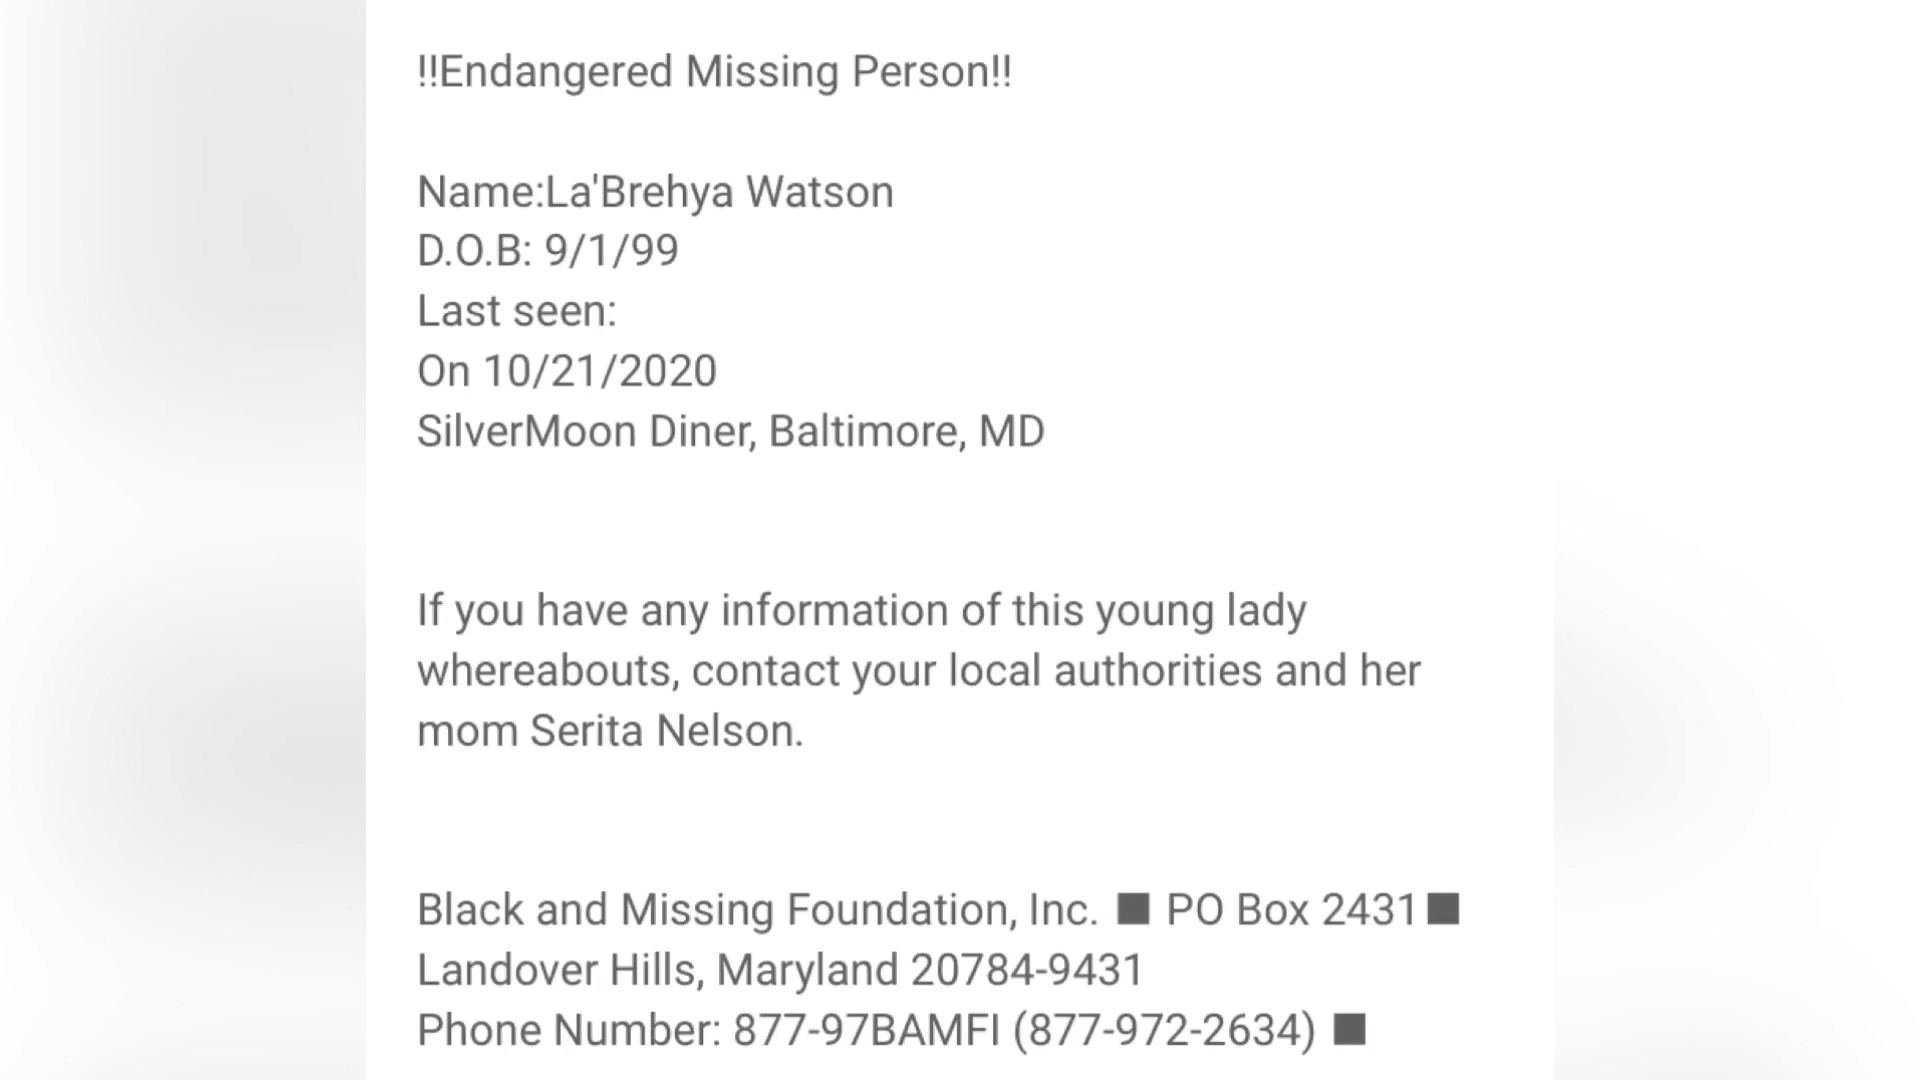 !!Endangered Missing Person!!
Name:La'Brehya Watson
D.O.B: 9/1/99
Last seen:
On 10/21/2020
SilverMoon Diner, Baltimore, MD
If you have any information of this young lady
whereabouts, contact your local authorities and her
mom Serita Nelson.
Black and Missing Foundation, Inc. ■ PO Box 2431■
Landover Hills, Maryland 20784-9431
Phone Number: 877-97BAMFI (877-972-2634) ■